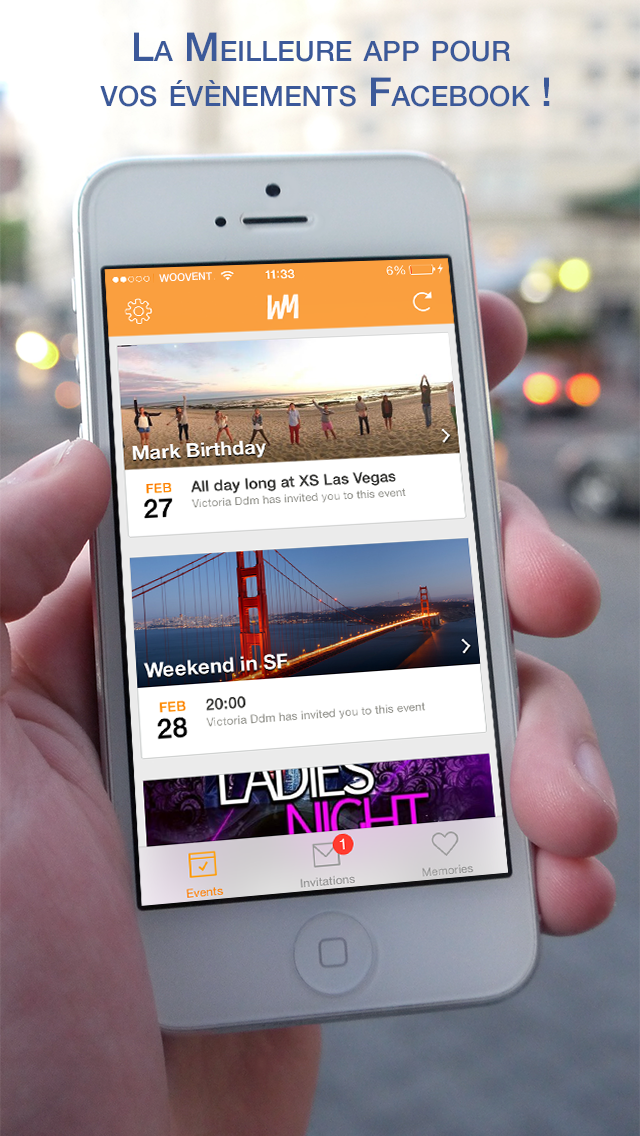 La Meilleure app pour
vos évènements Facebook !
WOOVENT
11:33
6%
WM
Mark Birthday
FEB
27
All day long at XS Las Vegas
Victoria Ddm has invited you to this event
Weekend in SF
FEB
28
20:00
Victoria Ddm has invited you to this event
LADIES
NIGHT
1
Events
Invitations
Memories